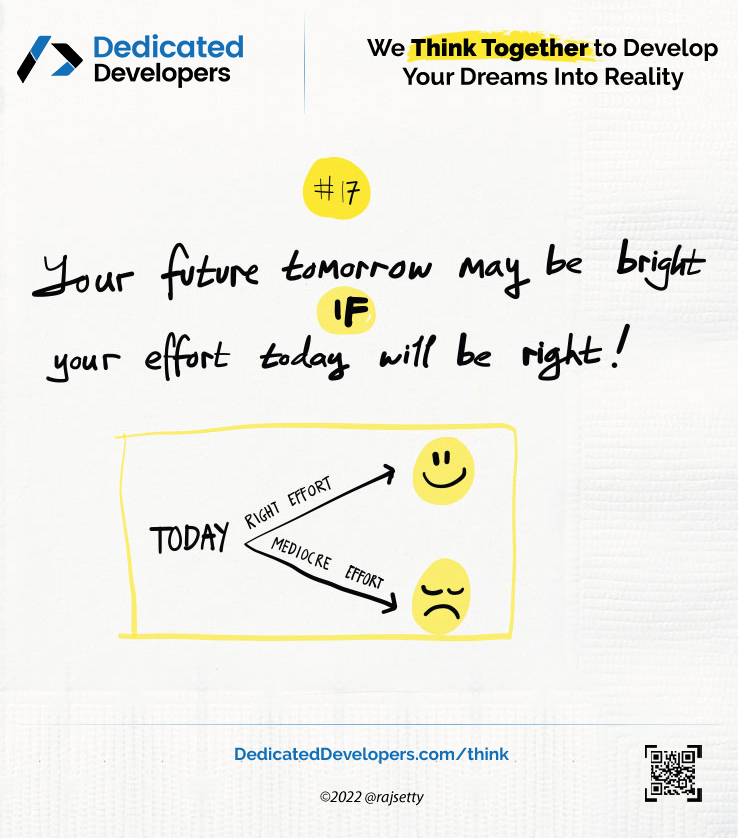 Dedicated
Developers
We Think Together to Develop
Your Dreams Into Reality
#17
Your future tomorrow may be bright
IF
your effort today will be right!
RIGHT EFFORT
TODAY
MEDIOCRE EFFORT
DedicatedDevelopers.com/think
©2022 @rajsetty